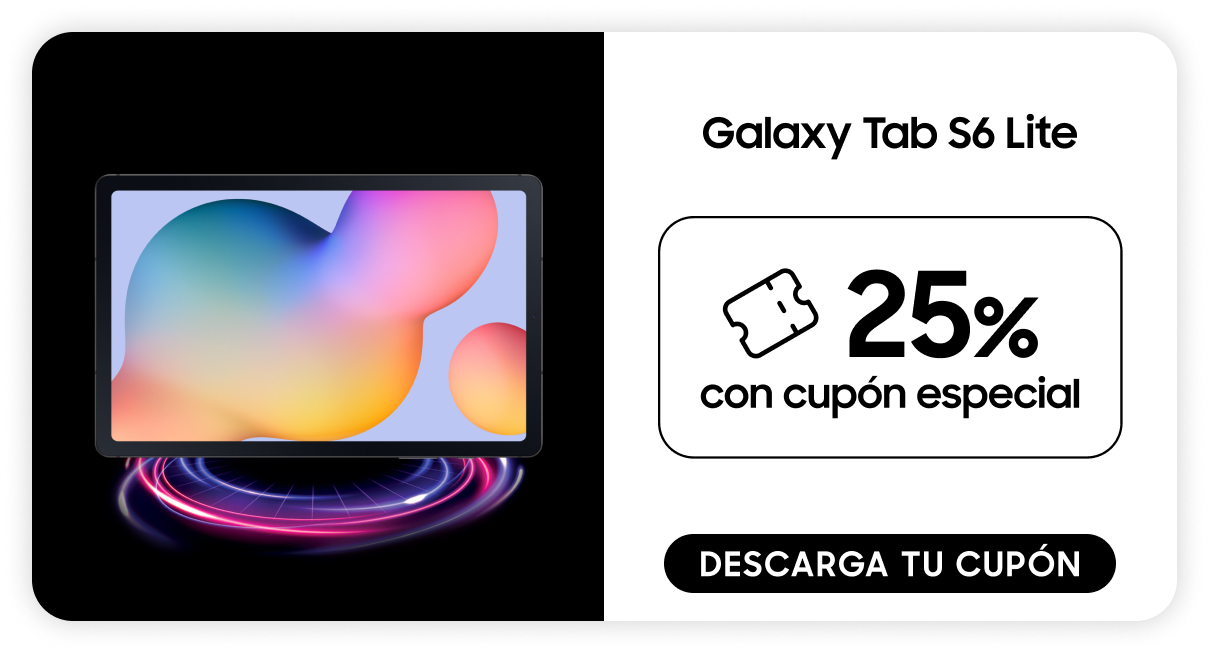 Galaxy Tab S6 Lite
25%
con cupón especial
DESCARGA TU CUPÓN